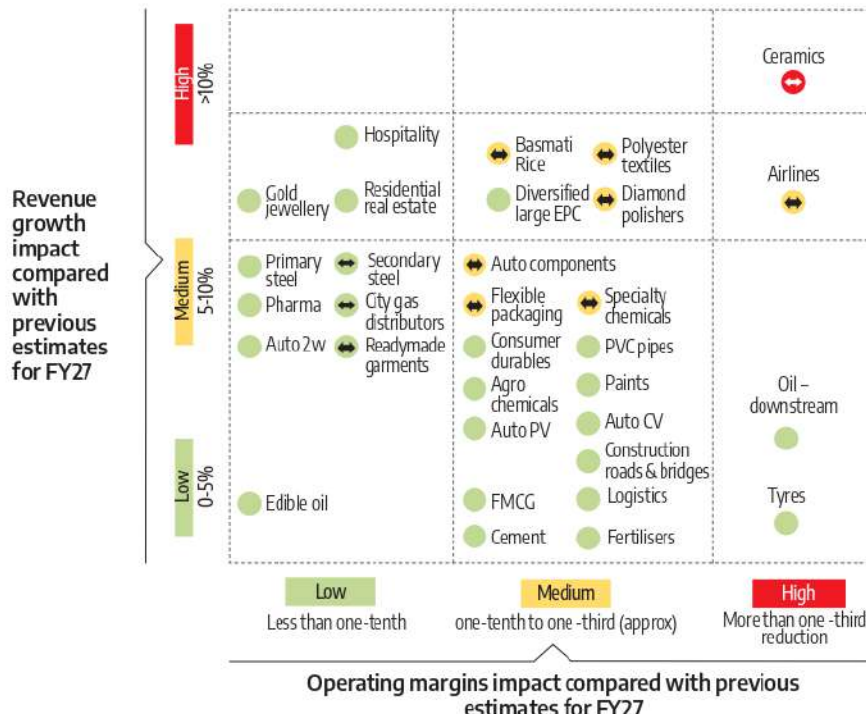 Revenue
growth
impact
compared
with
previous
estimates
for FY27
High
>10%
Medium
5-10%
Low
0-5%
Ceramics
Hospitality
Gold
jewellery
Residential
real estate
Basmati
Rice
Polyester
textiles
Diversified
large EPC
Diamond
polishers
Airlines
Primary
steel
Secondary
steel
Pharma
City gas
distributors
Auto 2w
Readymade
garments
Auto components
Flexible
packaging
Specialty
chemicals
Consumer
durables
PVC pipes
Agro
chemicals
Paints
Auto PV
Auto CV
Construction
roads & bridges
FMCG
Logistics
Cement
Fertilisers
Oil –
downstream
Tyres
Edible oil
Low
Less than one-tenth
Medium
one-tenth to one -third (approx)
High
More than one -third
reduction
Operating margins impact compared with previous
estimates for FY27